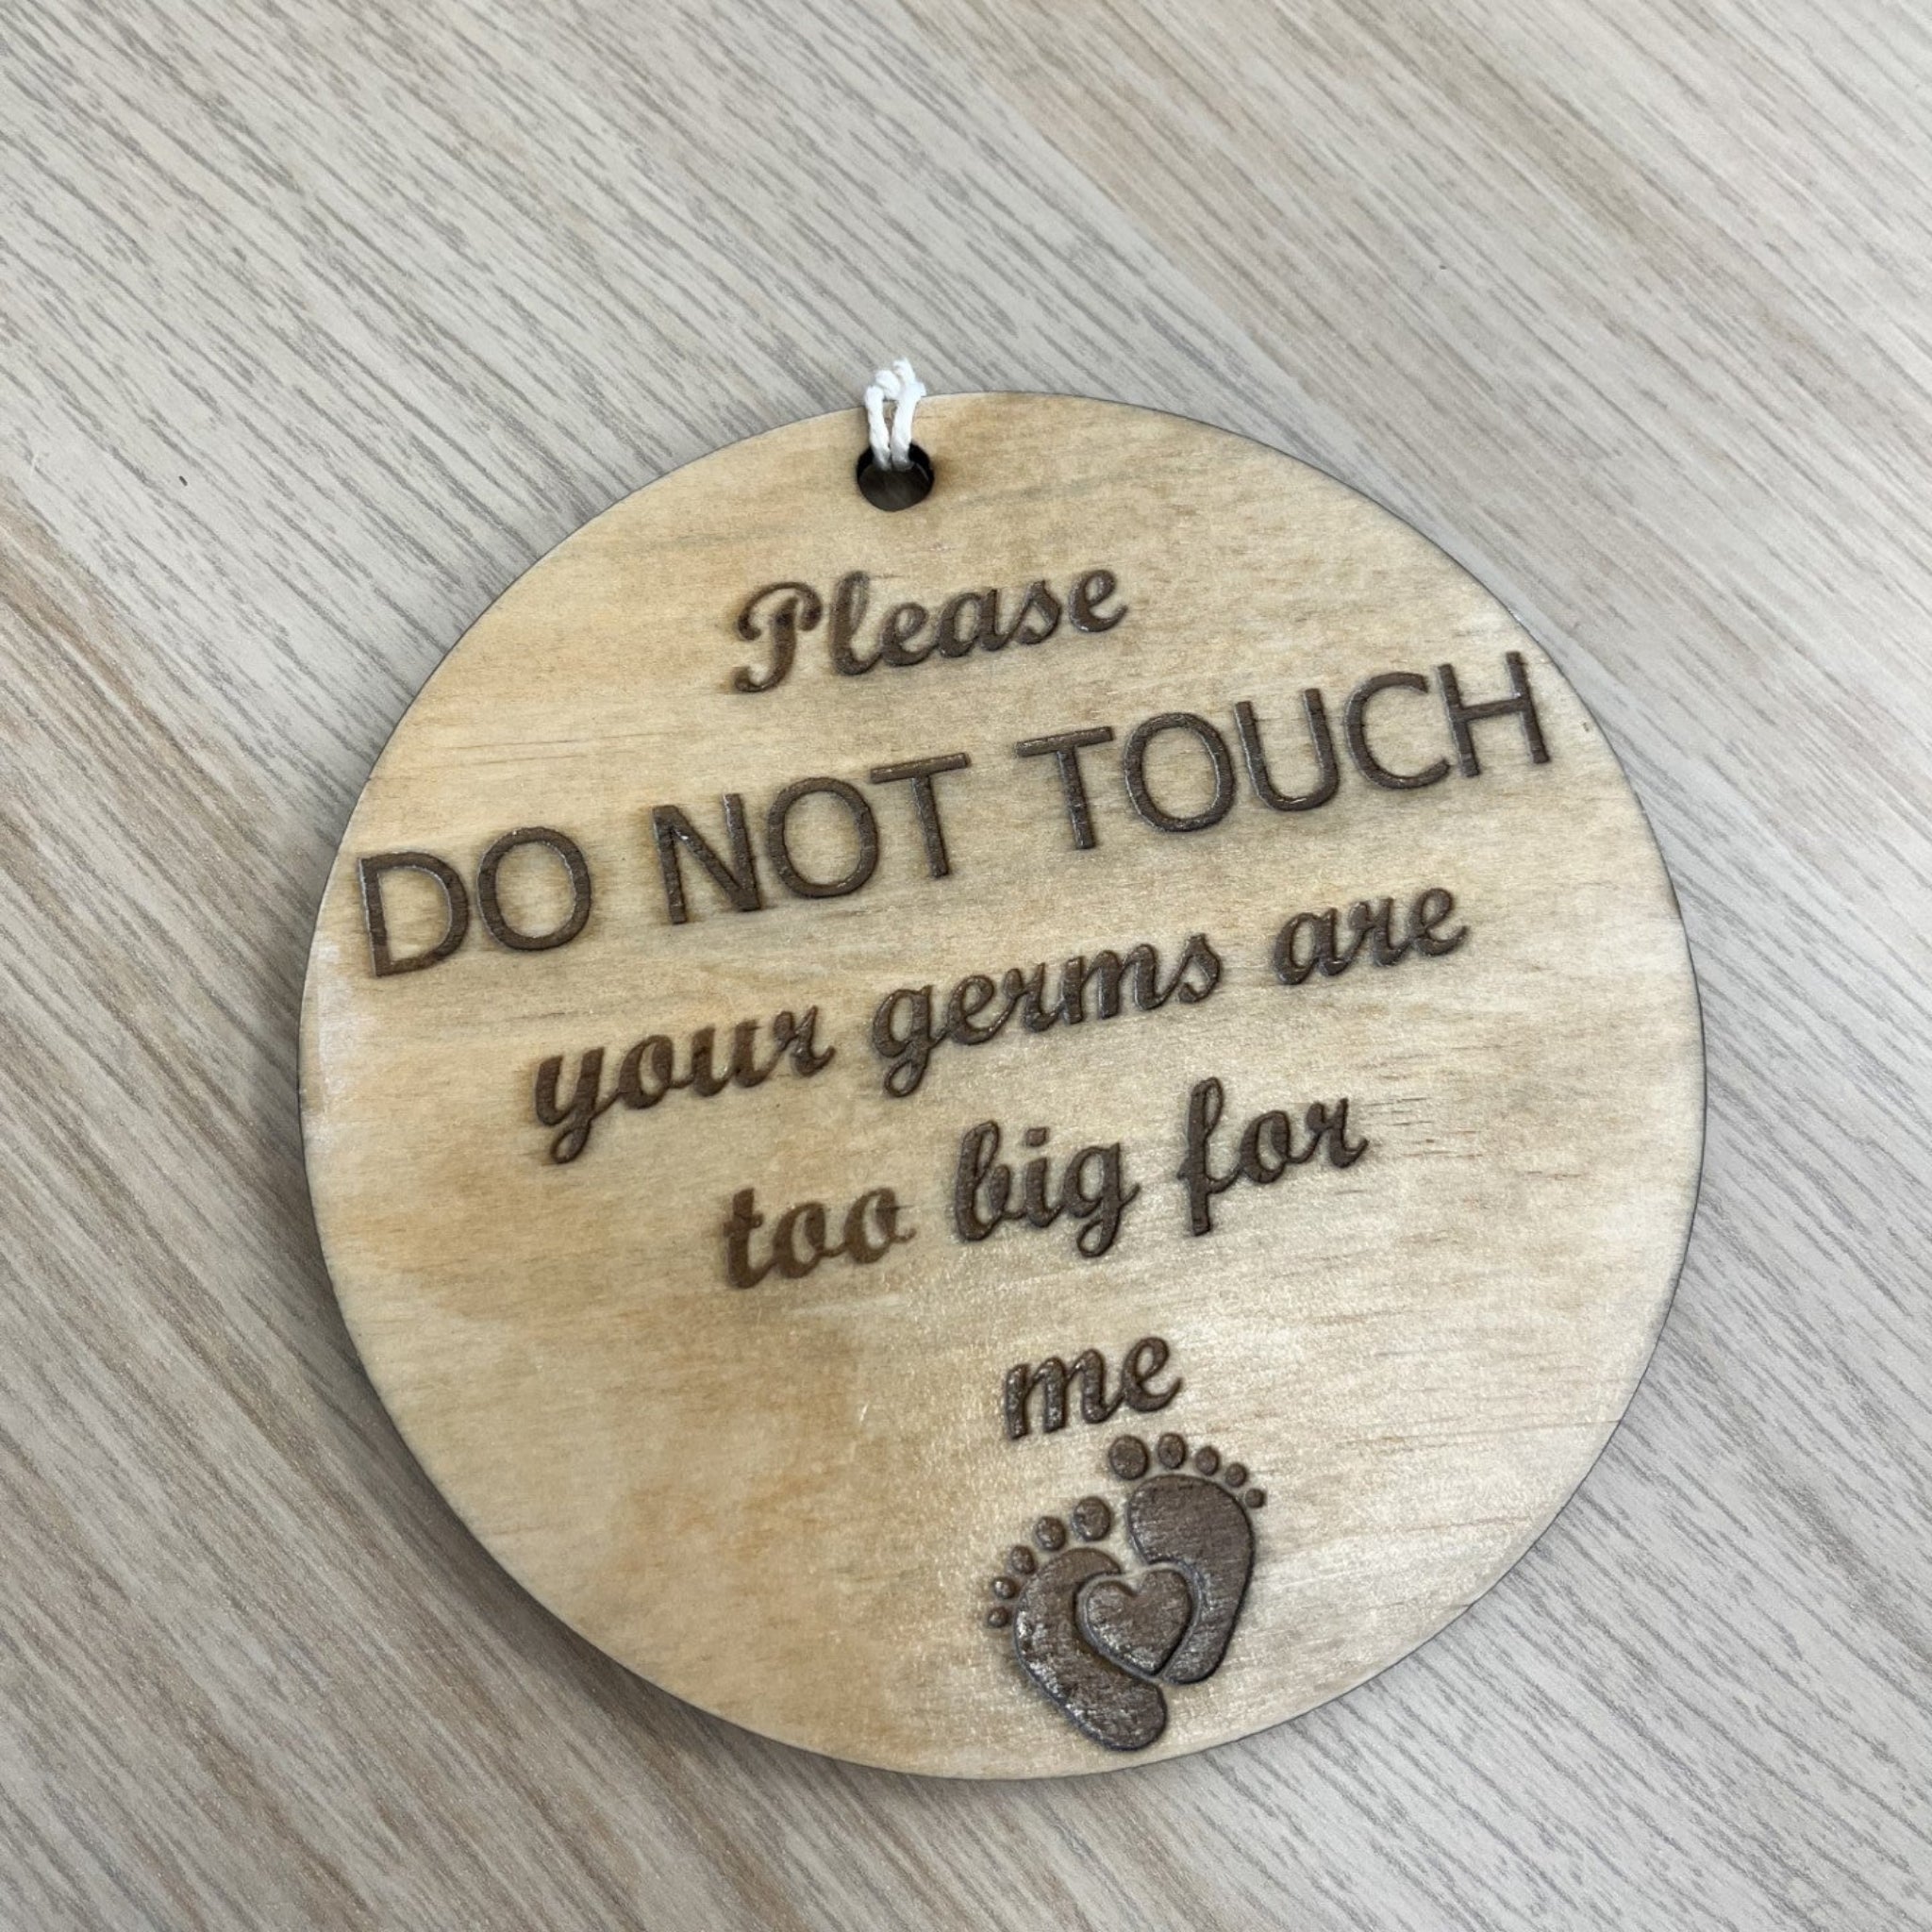 Please
DO NOT TOUCH
your germs are
too big for
me